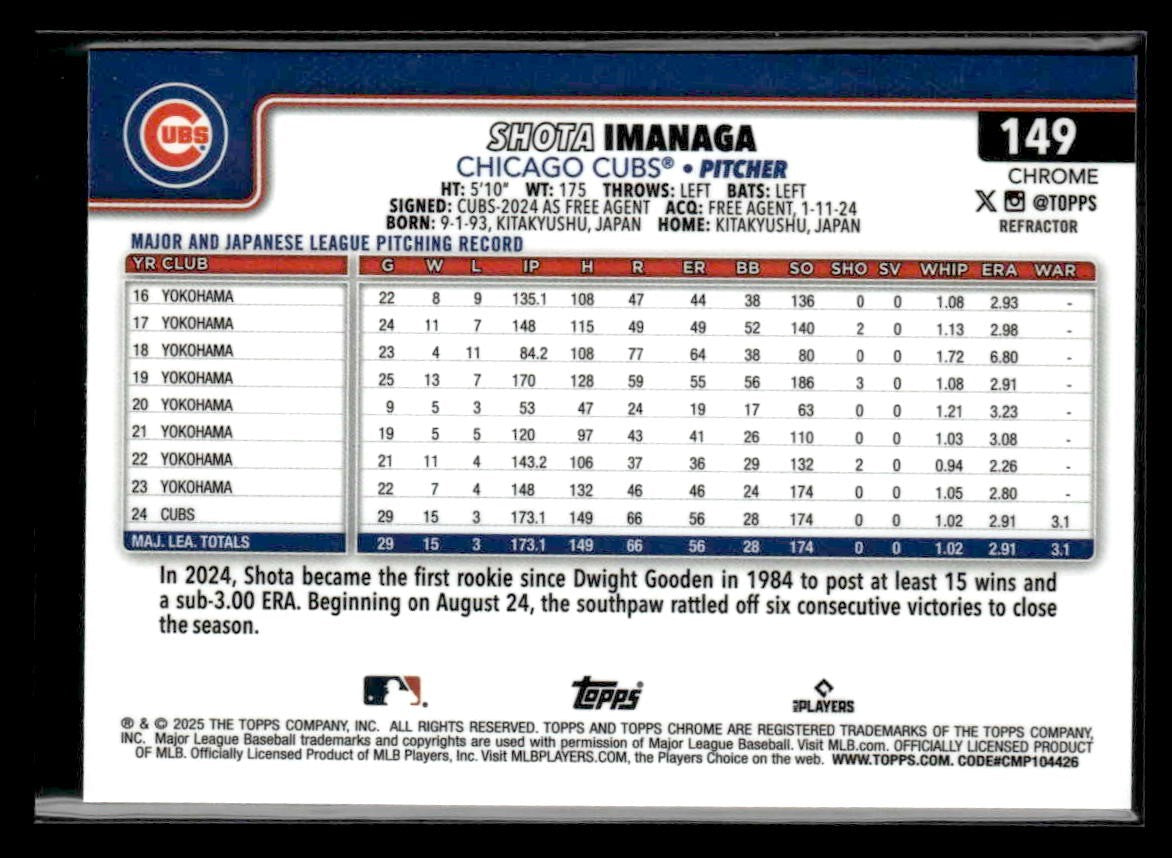 CUBS
SHOTA IMANAGA
149
CHICAGO CUBS® • PITCHER
CHROME
HT: 5'10" WT: 175 THROWS: LEFT BATS: LEFT
SIGNED: CUBS-2024 AS FREE AGENT ACQ: FREE AGENT, 1-11-24
@TOPPS
BORN: 9-1-93, KITAKYUSHU, JAPAN HOME: KITAKYUSHU, JAPAN
REFRACTOR
MAJOR AND JAPANESE LEAGUE PITCHING RECORD
YR CLUB G W L IP H R ER BB SO SHO SV WHIP ERA WAR
16 YOKOHAMA 22 8 9 135.1 108 47 44 38 136 0 0 1.08 2.93 -
17 YOKOHAMA 24 11 7 148 115 49 49 52 140 2 0 1.13 2.98 -
18 YOKOHAMA 23 4 11 84.2 108 77 64 38 80 0 0 1.72 6.80 -
19 YOKOHAMA 25 13 7 170 128 59 55 56 186 3 0 1.08 2.91 -
20 YOKOHAMA 9 5 3 53 47 24 19 17 63 0 0 1.21 3.23 -
21 YOKOHAMA 19 5 5 120 97 43 41 26 110 0 0 1.03 3.08 -
22 YOKOHAMA 21 11 4 143.2 106 37 36 29 132 2 0 0.94 2.26 -
23 YOKOHAMA 22 7 4 148 132 46 46 24 174 0 0 1.05 2.80 -
24 CUBS 29 15 3 173.1 149 66 56 28 174 0 0 1.02 2.91 3.1
MAJ. LEA. TOTALS 29 15 3 173.1 149 66 56 28 174 0 0 1.02 2.91 3.1
In 2024, Shota became the first rookie since Dwight Gooden in 1984 to post at least 15 wins and
a sub-3.00 ERA. Beginning on August 24, the southpaw rattled off six consecutive victories to close
the season.
Topps®
MLB PLAYERS
® & © 2025 THE TOPPS COMPANY, INC. ALL RIGHTS RESERVED. TOPPS AND TOPPS CHROME ARE REGISTERED TRADEMARKS OF THE TOPPS COMPANY,
INC. Major League Baseball trademarks and copyrights are used with permission of Major League Baseball. Visit MLB.com. OFFICIALLY LICENSED PRODUCT
OF MLB. Officially Licensed Product of MLB Players, Inc. Visit MLBPLAYERS.COM, the Players Choice on the web. WWW.TOPPS.COM. CODE#CMP104426